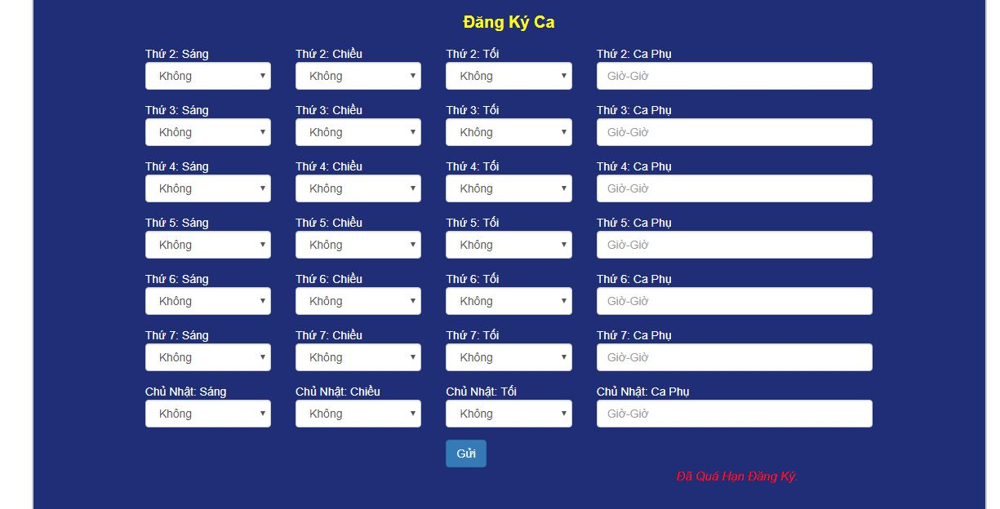 Đăng Ký Ca
Thứ 2: Sáng Thứ 2: Chiều Thứ 2: Tối Thứ 2: Ca Phụ
Không Không Không Giờ-Giờ
Thứ 3: Sáng Thứ 3: Chiều Thứ 3: Tối Thứ 3: Ca Phụ
Không Không Không Giờ-Giờ
Thứ 4: Sáng Thứ 4: Chiều Thứ 4: Tối Thứ 4: Ca Phụ
Không Không Không Giờ-Giờ
Thứ 5: Sáng Thứ 5: Chiều Thứ 5: Tối Thứ 5: Ca Phụ
Không Không Không Giờ-Giờ
Thứ 6: Sáng Thứ 6: Chiều Thứ 6: Tối Thứ 6: Ca Phụ
Không Không Không Giờ-Giờ
Thứ 7: Sáng Thứ 7: Chiều Thứ 7: Tối Thứ 7: Ca Phụ
Không Không Không Giờ-Giờ
Chủ Nhật: Sáng Chủ Nhật: Chiều Chủ Nhật: Tối Chủ Nhật: Ca Phụ
Không Không Không Giờ-Giờ
Gửi
Đã Quá Hạn Đăng Ký.